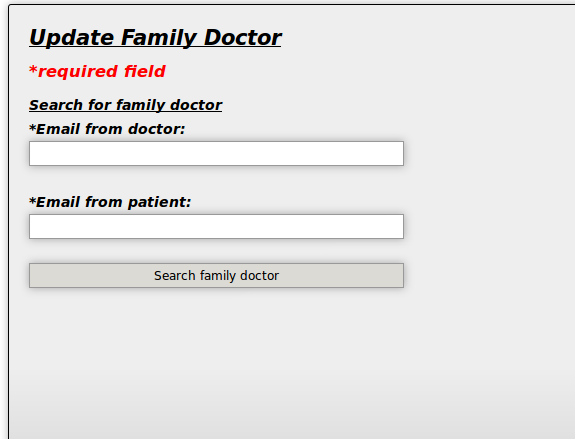 Update Family Doctor
*required field
Search for family doctor
*Email from doctor:
*Email from patient:
Search family doctor